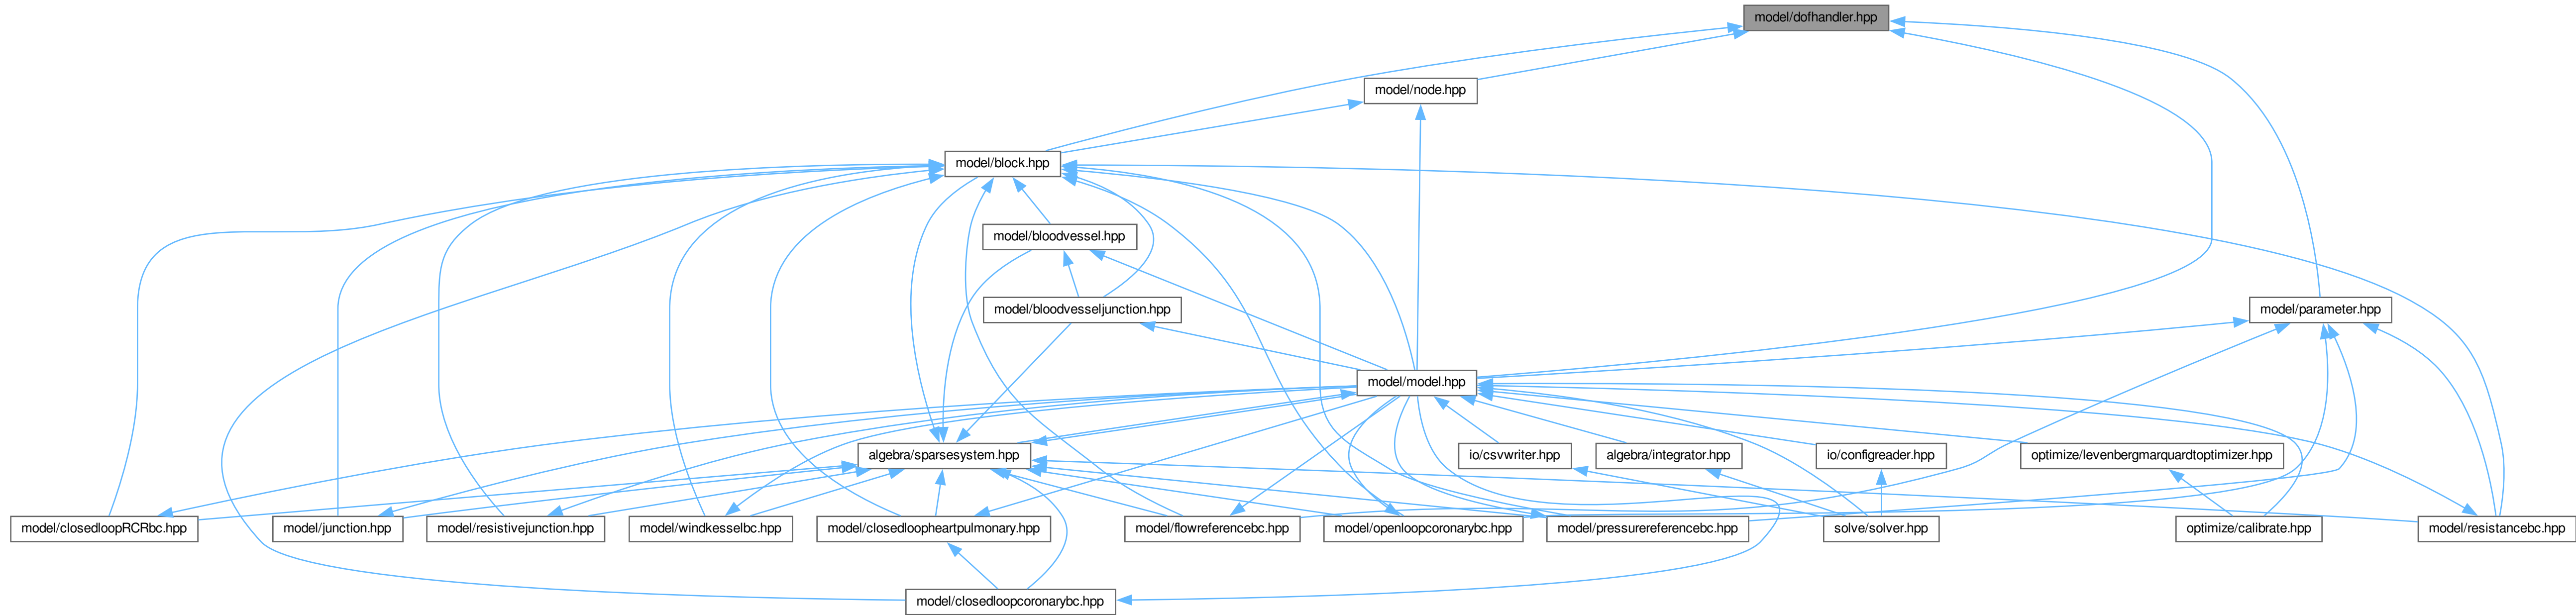 model/dofhandler.hpp
model/node.hpp
model/block.hpp
model/bloodvessel.hpp
model/bloodvesseljunction.hpp
model/parameter.hpp
model/model.hpp
algebra/sparsesystem.hpp
io/csvwriter.hpp
algebra/integrator.hpp
io/configreader.hpp
optimize/levenbergmarquardtoptimizer.hpp
model/closedloopRCRbc.hpp
model/junction.hpp
model/resistivejunction.hpp
model/windkesselbc.hpp
model/closedloopheartpulmonary.hpp
model/flowreferencebc.hpp
model/openloopcoronarybc.hpp
model/pressurereferencebc.hpp
solve/solver.hpp
optimize/calibrate.hpp
model/resistancebc.hpp
model/closedloopcoronarybc.hpp